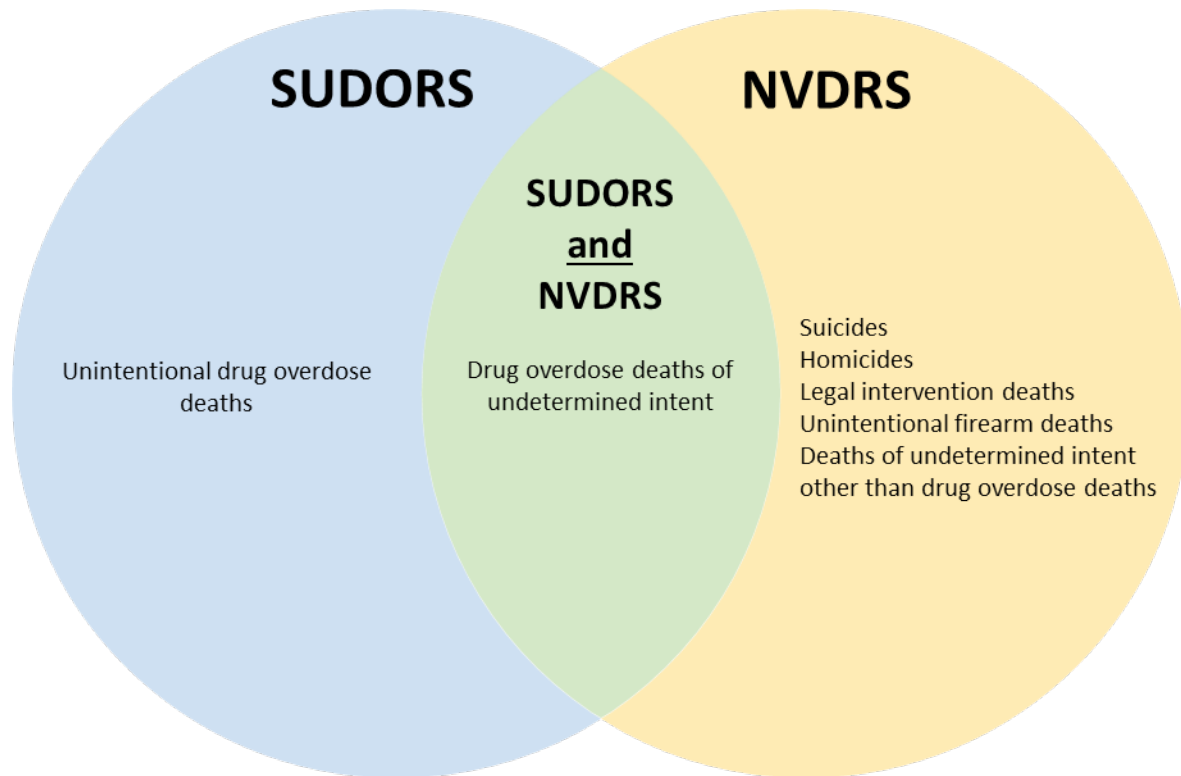 SUDORS
NVDRS
SUDORS
and
NVDRS
Unintentional drug overdose
deaths
Drug overdose deaths of
undetermined intent
Suicides
Homicides
Legal intervention deaths
Unintentional firearm deaths
Deaths of undetermined intent
other than drug overdose deaths